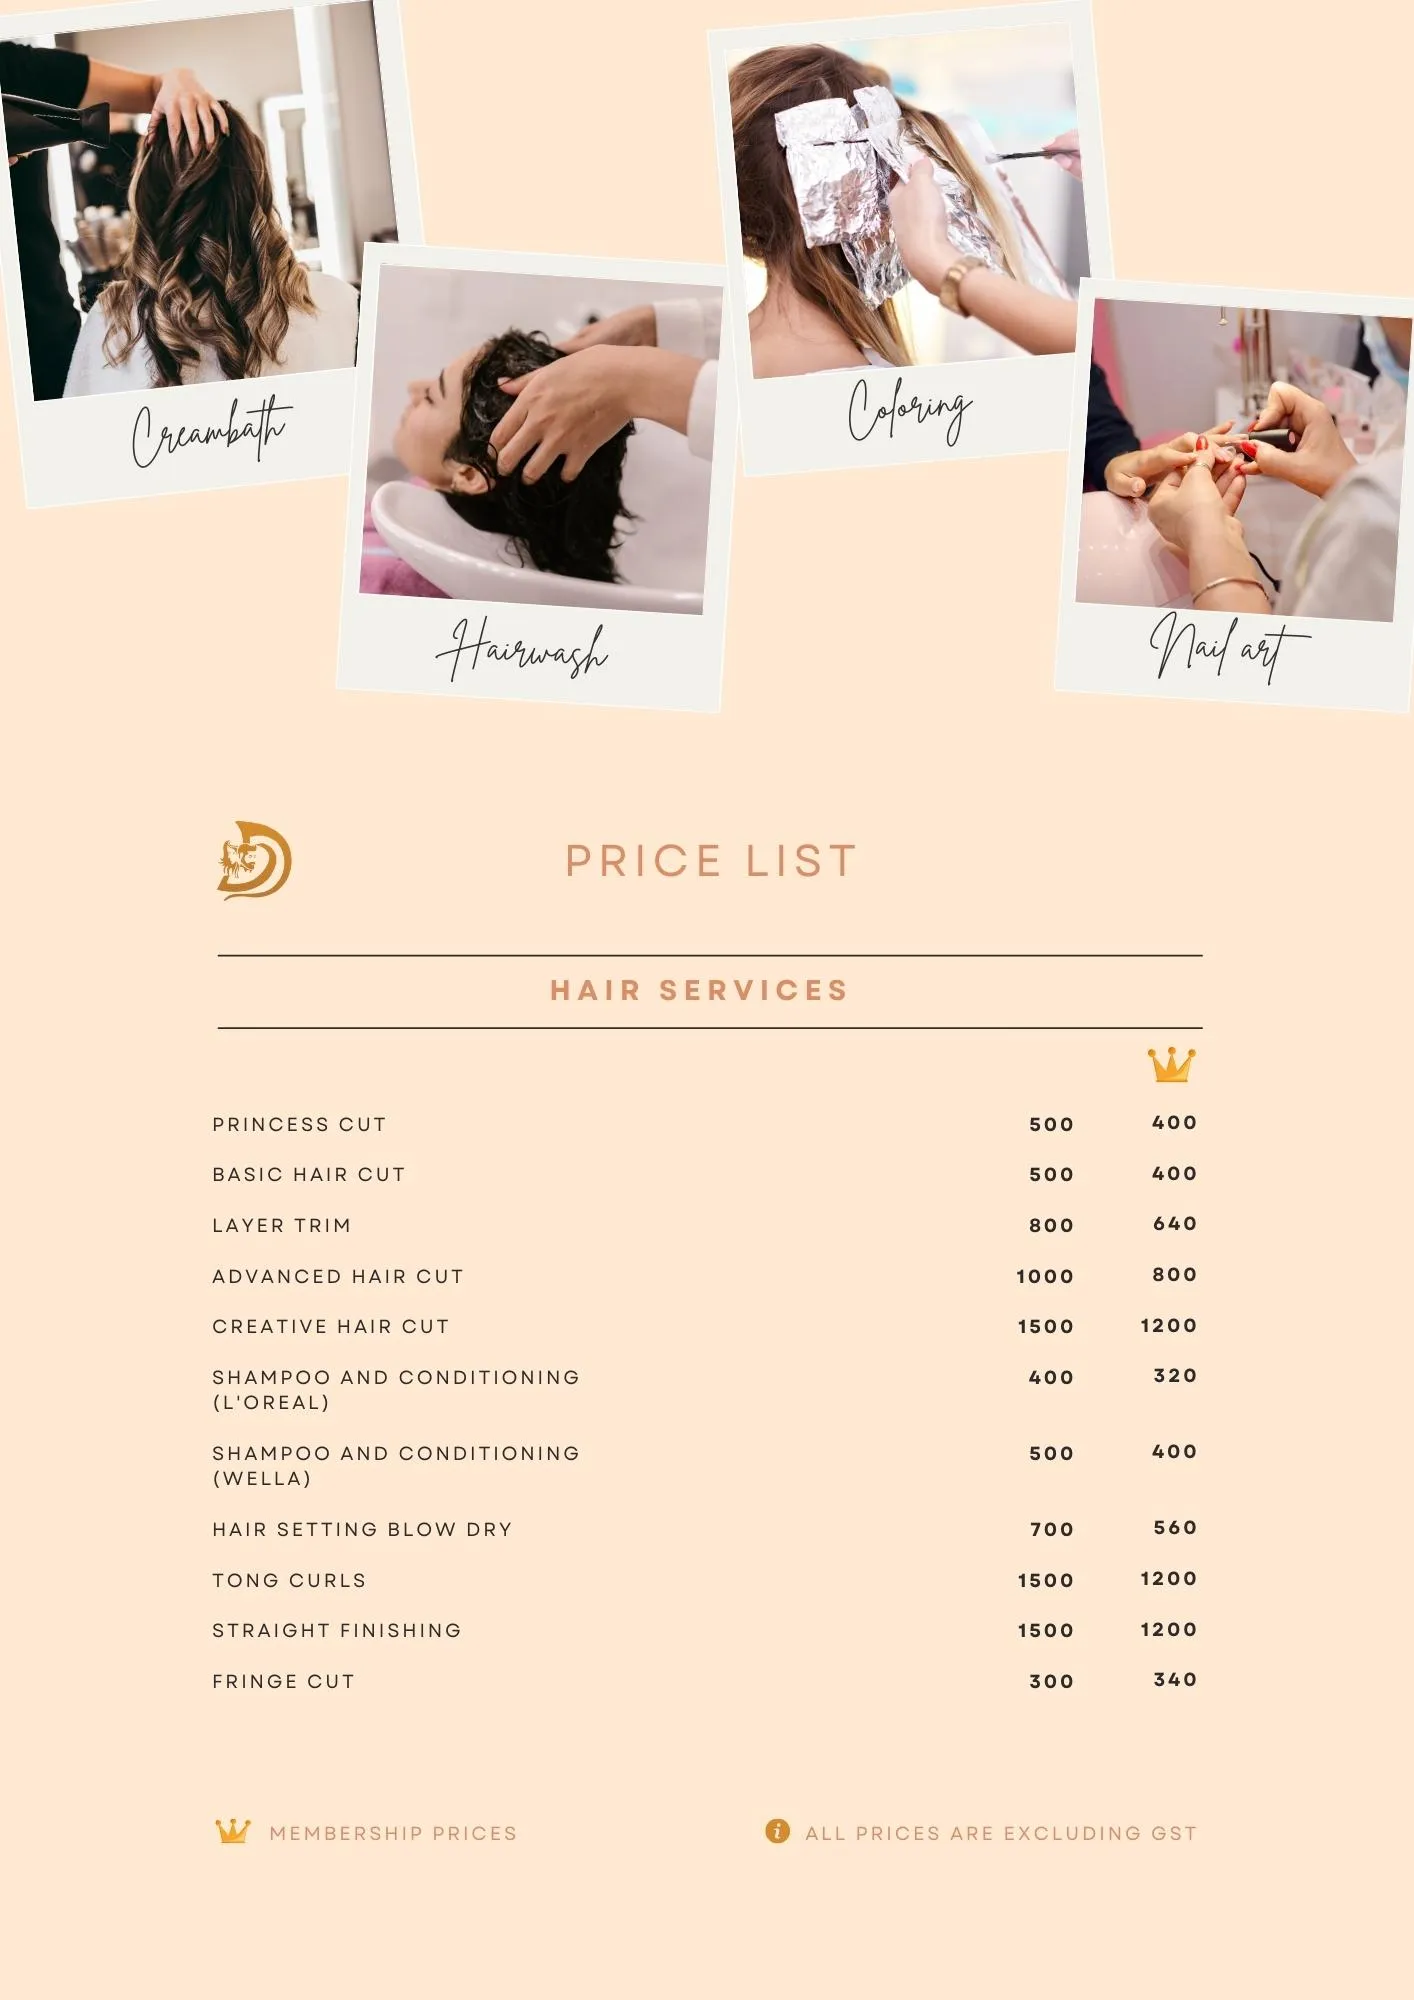 Creambath
Hairwash
Coloring
Nail art
PRICE LIST
HAIR SERVICES
PRINCESS CUT 500 400
BASIC HAIR CUT 500 400
LAYER TRIM 800 640
ADVANCED HAIR CUT 1000 800
CREATIVE HAIR CUT 1500 1200
SHAMPOO AND CONDITIONING 400 320
(L'OREAL)
SHAMPOO AND CONDITIONING 500 400
(WELLA)
HAIR SETTING BLOW DRY 700 560
TONG CURLS 1500 1200
STRAIGHT FINISHING 1500 1200
FRINGE CUT 300 340
MEMBERSHIP PRICES
ALL PRICES ARE EXCLUDING GST